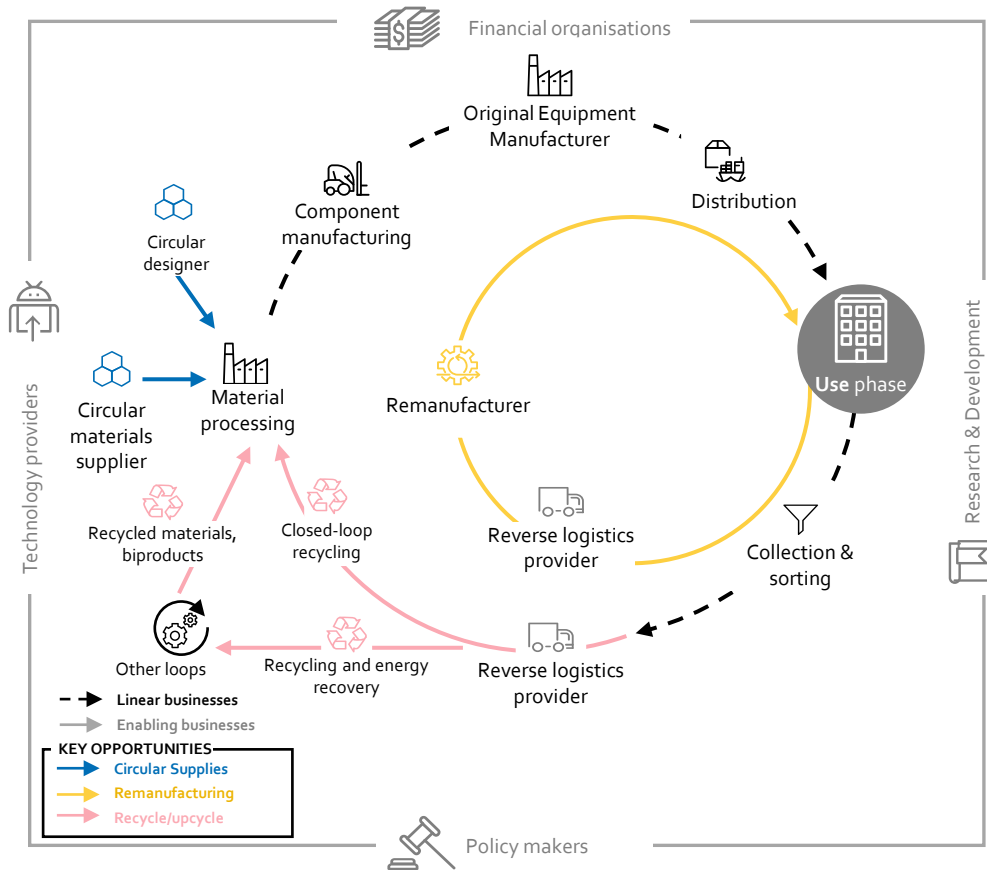 Financial organisations
Original Equipment
Manufacturer
Distribution
Component
manufacturing
Circular
designer
Technology providers
Research & Development
Use phase
Material
processing
Circular
materials
supplier
Remanufacturer
Recycled materials,
biproducts
Closed-loop
recycling
Reverse logistics
provider
Collection &
sorting
Other loops
Recycling and energy
recovery
Reverse logistics
provider
Linear businesses
Enabling businesses
KEY OPPORTUNITIES
Circular Supplies
Remanufacturing
Recycle/upcycle
Policy makers